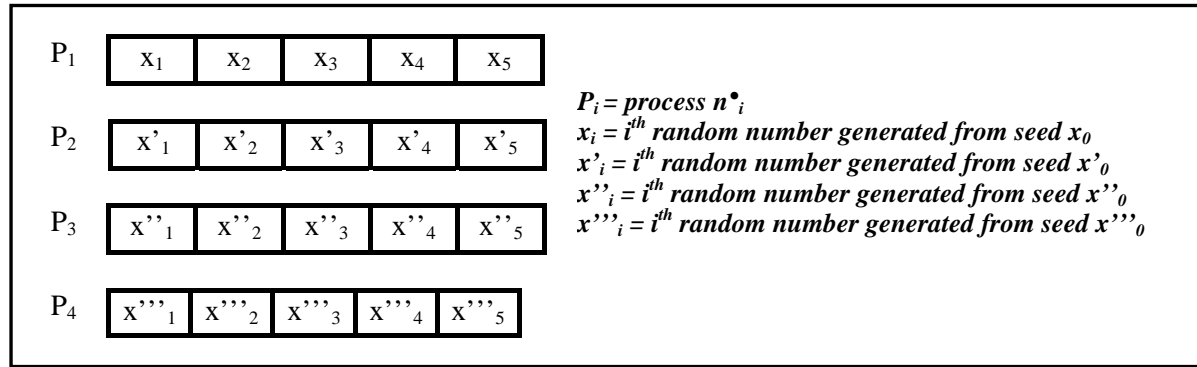 P₁ x₁ x₂ x₃ x₄ x₅
P₂ x’₁ x’₂ x’₃ x’₄ x’₅
P₃ x’’₁ x’’₂ x’’₃ x’’₄ x’’₅
P₄ x’’’₁ x’’’₂ x’’’₃ x’’’₄ x’’’₅
Pᵢ = process n•ᵢ
xᵢ = iᵗʰ random number generated from seed x₀
x’ᵢ = iᵗʰ random number generated from seed x’₀
x’’ᵢ = iᵗʰ random number generated from seed x’’₀
x’’’ᵢ = iᵗʰ random number generated from seed x’’’₀